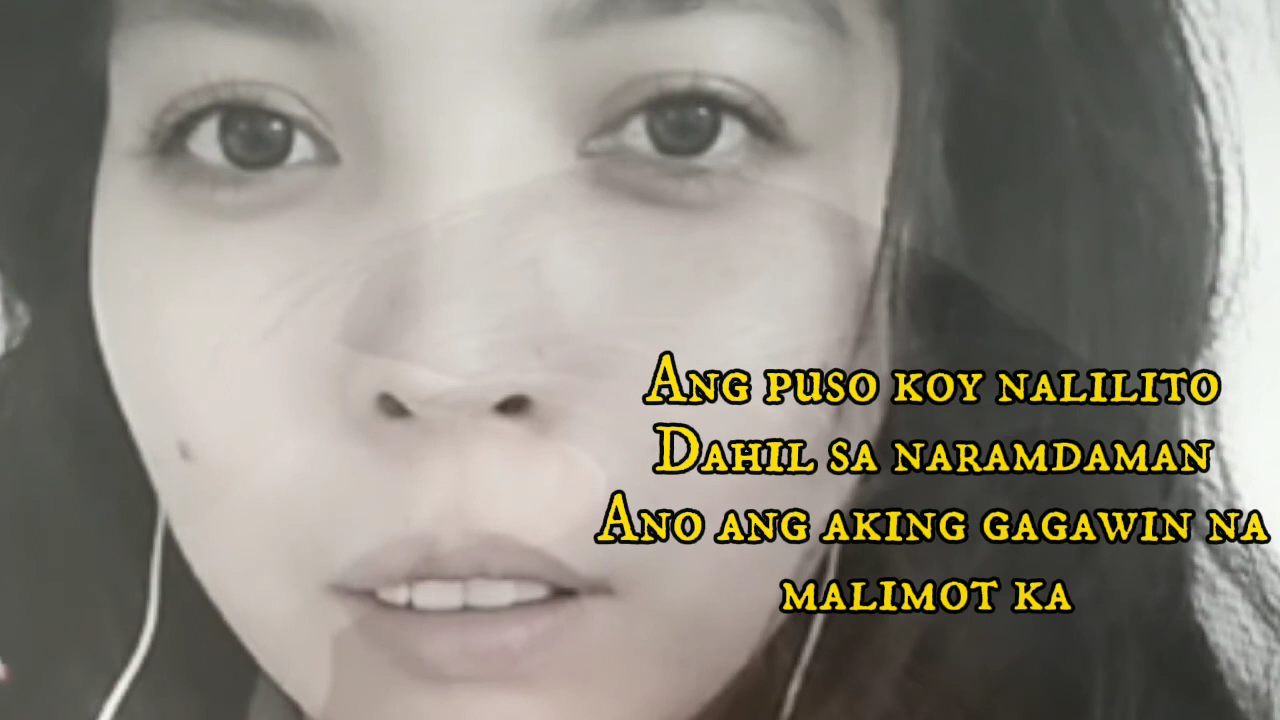 Ang puso koy nalilito
Dahil sa naramdaman
Ano ang aking gagawin na
malimot ka